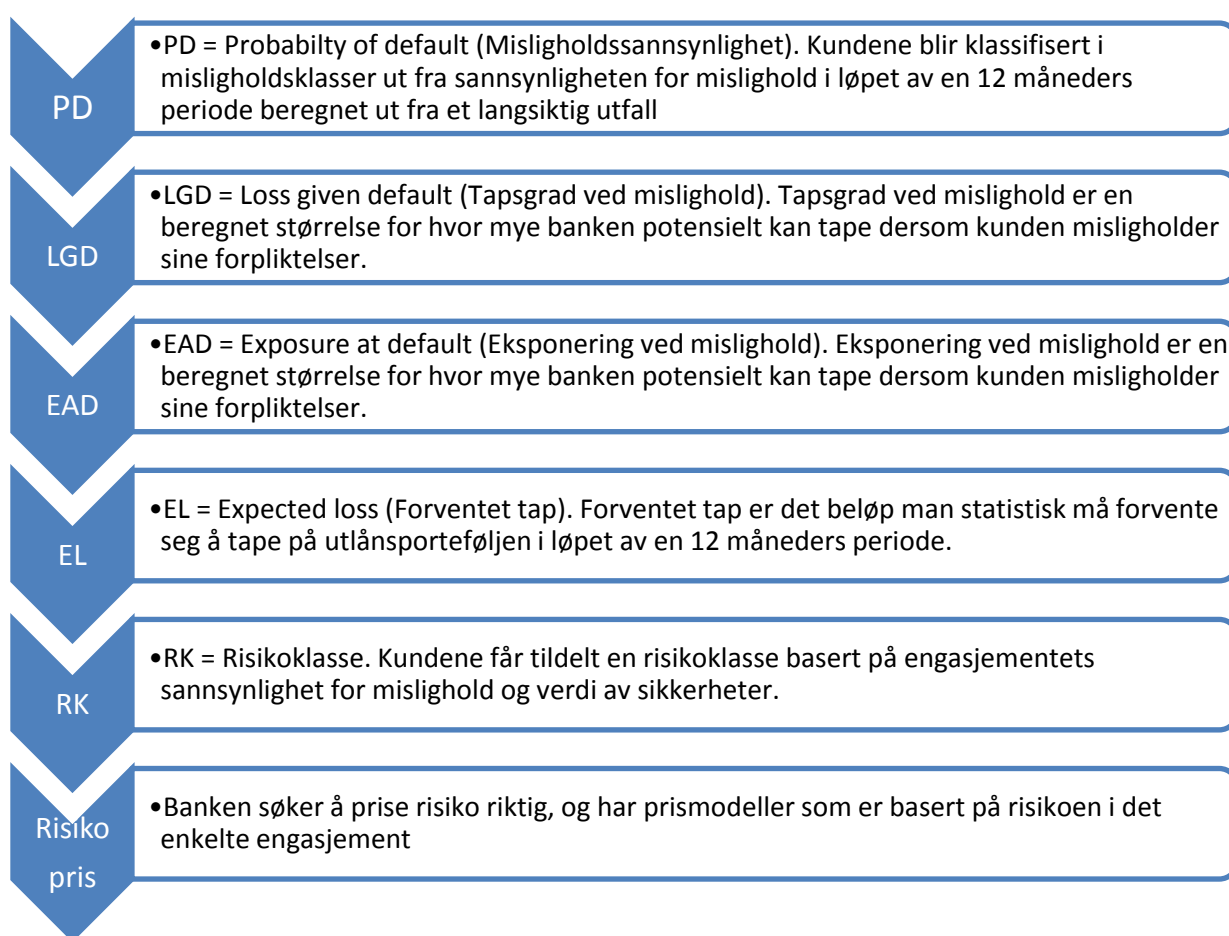 PD
•PD = Probabilty of default (Misligholdssannsynlighet). Kundene blir klassifisert i
misligholdsklasser ut fra sannsynligheten for mislighold i løpet av en 12 måneders
periode beregnet ut fra et langsiktig utfall
LGD
•LGD = Loss given default (Tapsgrad ved mislighold). Tapsgrad ved mislighold er en
beregnet størrelse for hvor mye banken potensielt kan tape dersom kunden misligholder
sine forpliktelser.
EAD
•EAD = Exposure at default (Eksponering ved mislighold). Eksponering ved mislighold er en
beregnet størrelse for hvor mye banken potensielt kan tape dersom kunden misligholder
sine forpliktelser.
EL
•EL = Expected loss (Forventet tap). Forventet tap er det beløp man statistisk må forvente
seg å tape på utlånsporteføljen i løpet av en 12 måneders periode.
RK
•RK = Risikoklasse. Kundene får tildelt en risikoklasse basert på engasjementets
sannsynlighet for mislighold og verdi av sikkerheter.
Risiko
pris
•Banken søker å prise risiko riktig, og har prismodeller som er basert på risikoen i det
enkelte engasjement